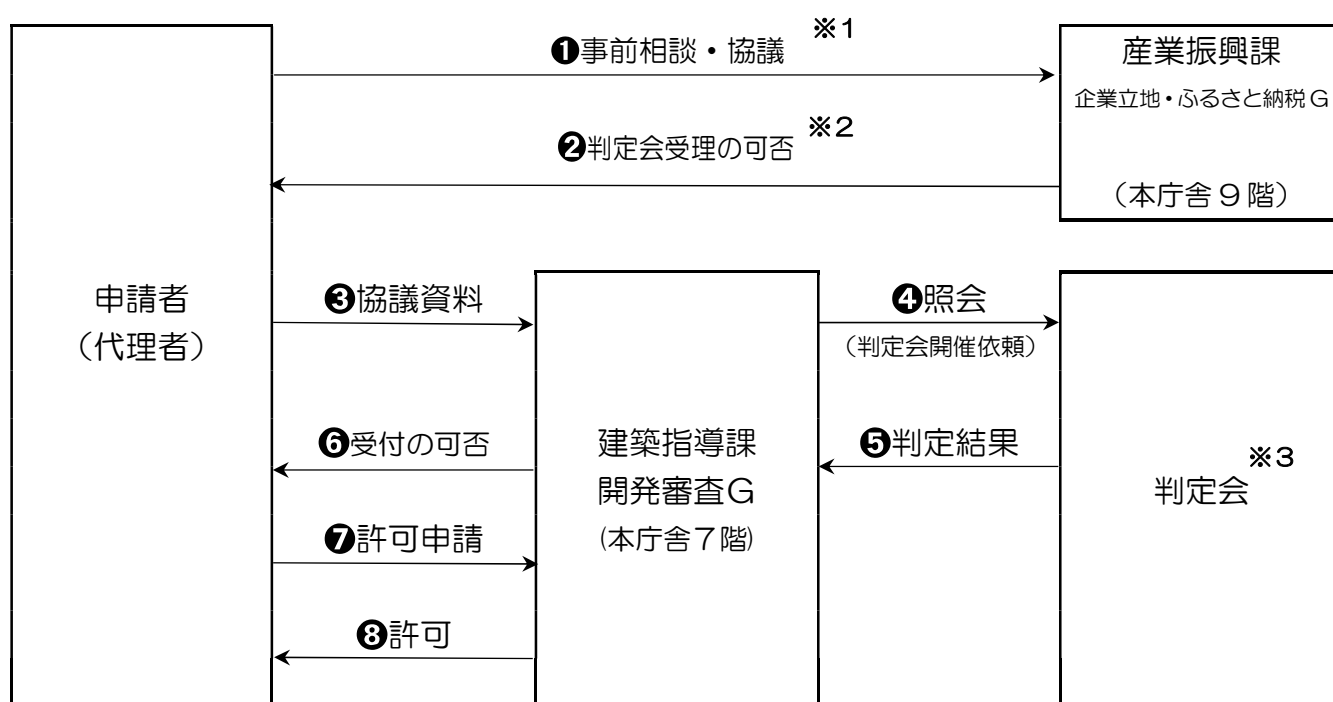 ❶事前相談・協議 ※1
産業振興課
企業立地・ふるさと納税G
❷判定会受理の可否 ※2
（本庁舎9階）
申請者
（代理者）
❸協議資料
❹照会
（判定会開催依頼）
❻受付の可否
建築指導課
開発審査G
(本庁舎7階)
❺判定結果
※3
判定会
❼許可申請
❽許可